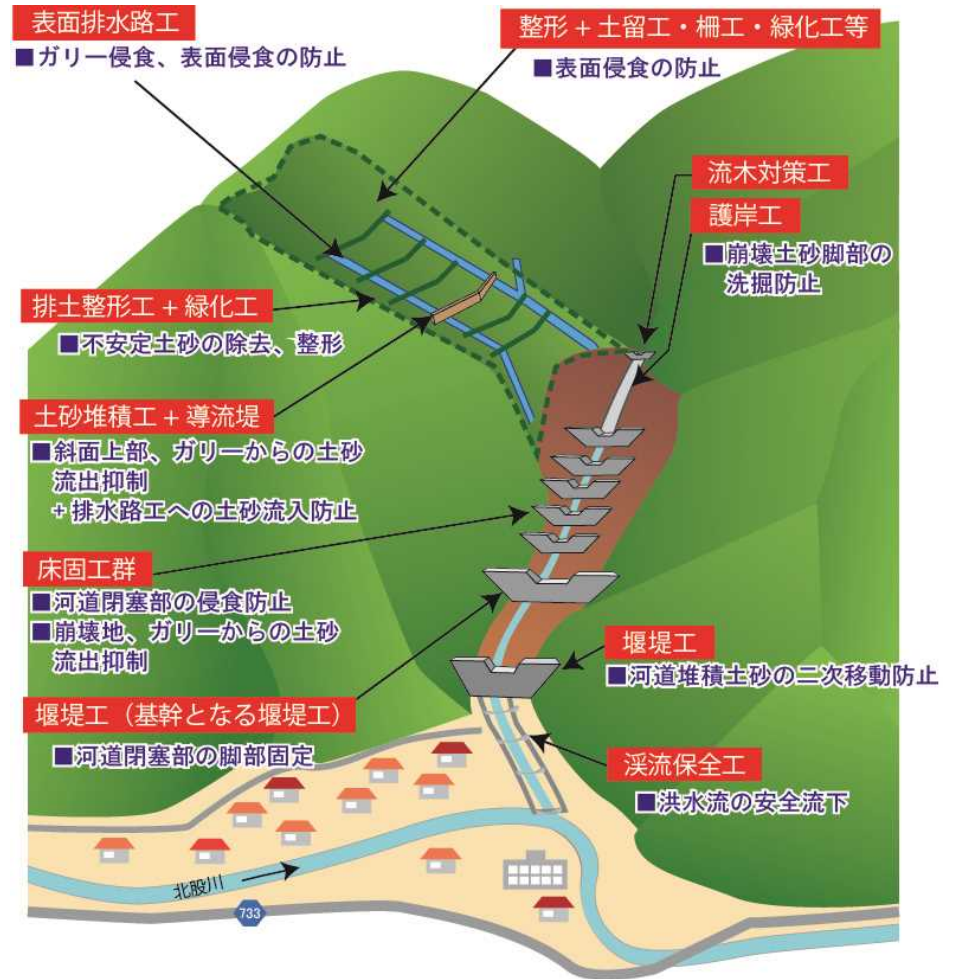 表面排水路工
■ガリー侵食、表面侵食の防止
整形＋土留工・柵工・緑化工等
■表面侵食の防止
流木対策工
護岸工
■崩壊土砂脚部の
洗掘防止
排土整形工＋緑化工
■不安定土砂の除去、整形
土砂堆積工＋導流堤
■斜面上部、ガリーからの土砂
流出抑制
＋排水路工への土砂流入防止
床固工群
■河道閉塞部の侵食防止
■崩壊地、ガリーからの土砂
流出抑制
堰堤工
■河道堆積土砂の二次移動防止
堰堤工（基幹となる堰堤工）
■河道閉塞部の脚部固定
渓流保全工
■洪水流の安全流下
北股川
733